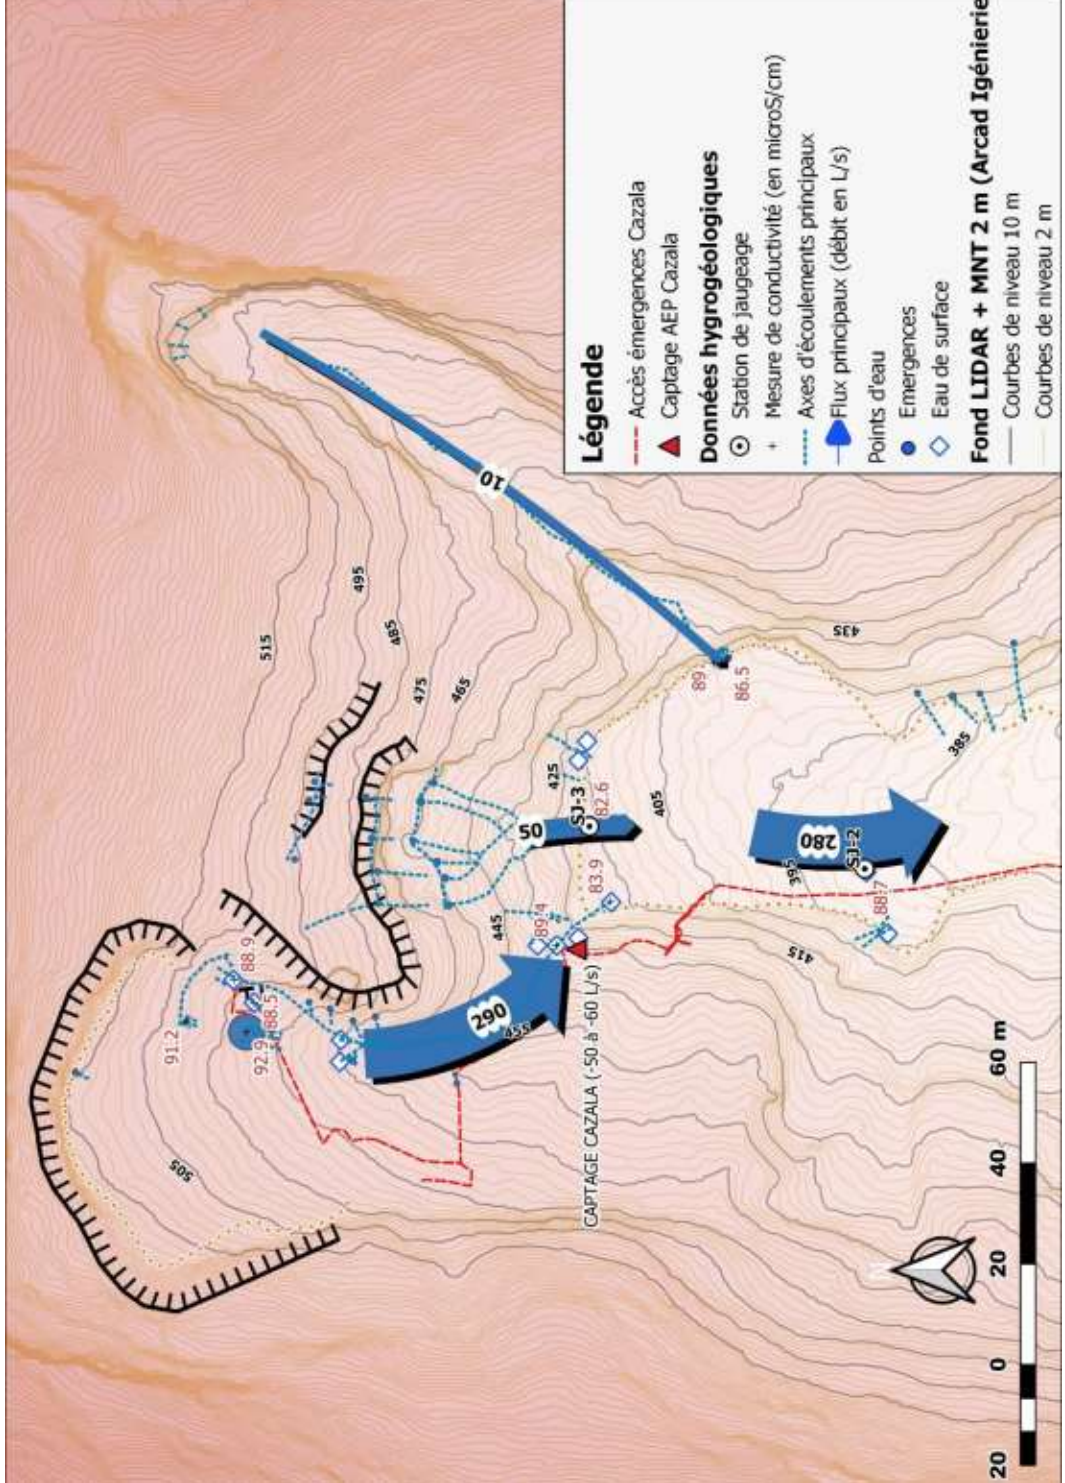 Légende
Accès émergences Cazala
Captage AEP Cazala
Données hygrogéologiques
Station de jaugeage
Mesure de conductivité (en microS/cm)
Axes d'écoulements principaux
Flux principaux (débit en L/s)
Points d'eau
Emergences
Eau de surface
Fond LIDAR + MNT 2 m (Arcad Igénierie
Courbes de niveau 10 m
Courbes de niveau 2 m
515
495
485
475
465
10
435
89
86.5
385
425
SJ-3
82.6
50
405
83.9
280
SJ-2
395
88.7
445
89.4
415
CAPTAGE CAZALA (-50 à -60 L/s)
290
455
88.9
88.5
92.9
91.2
505
N
20
0
20
40
60 m